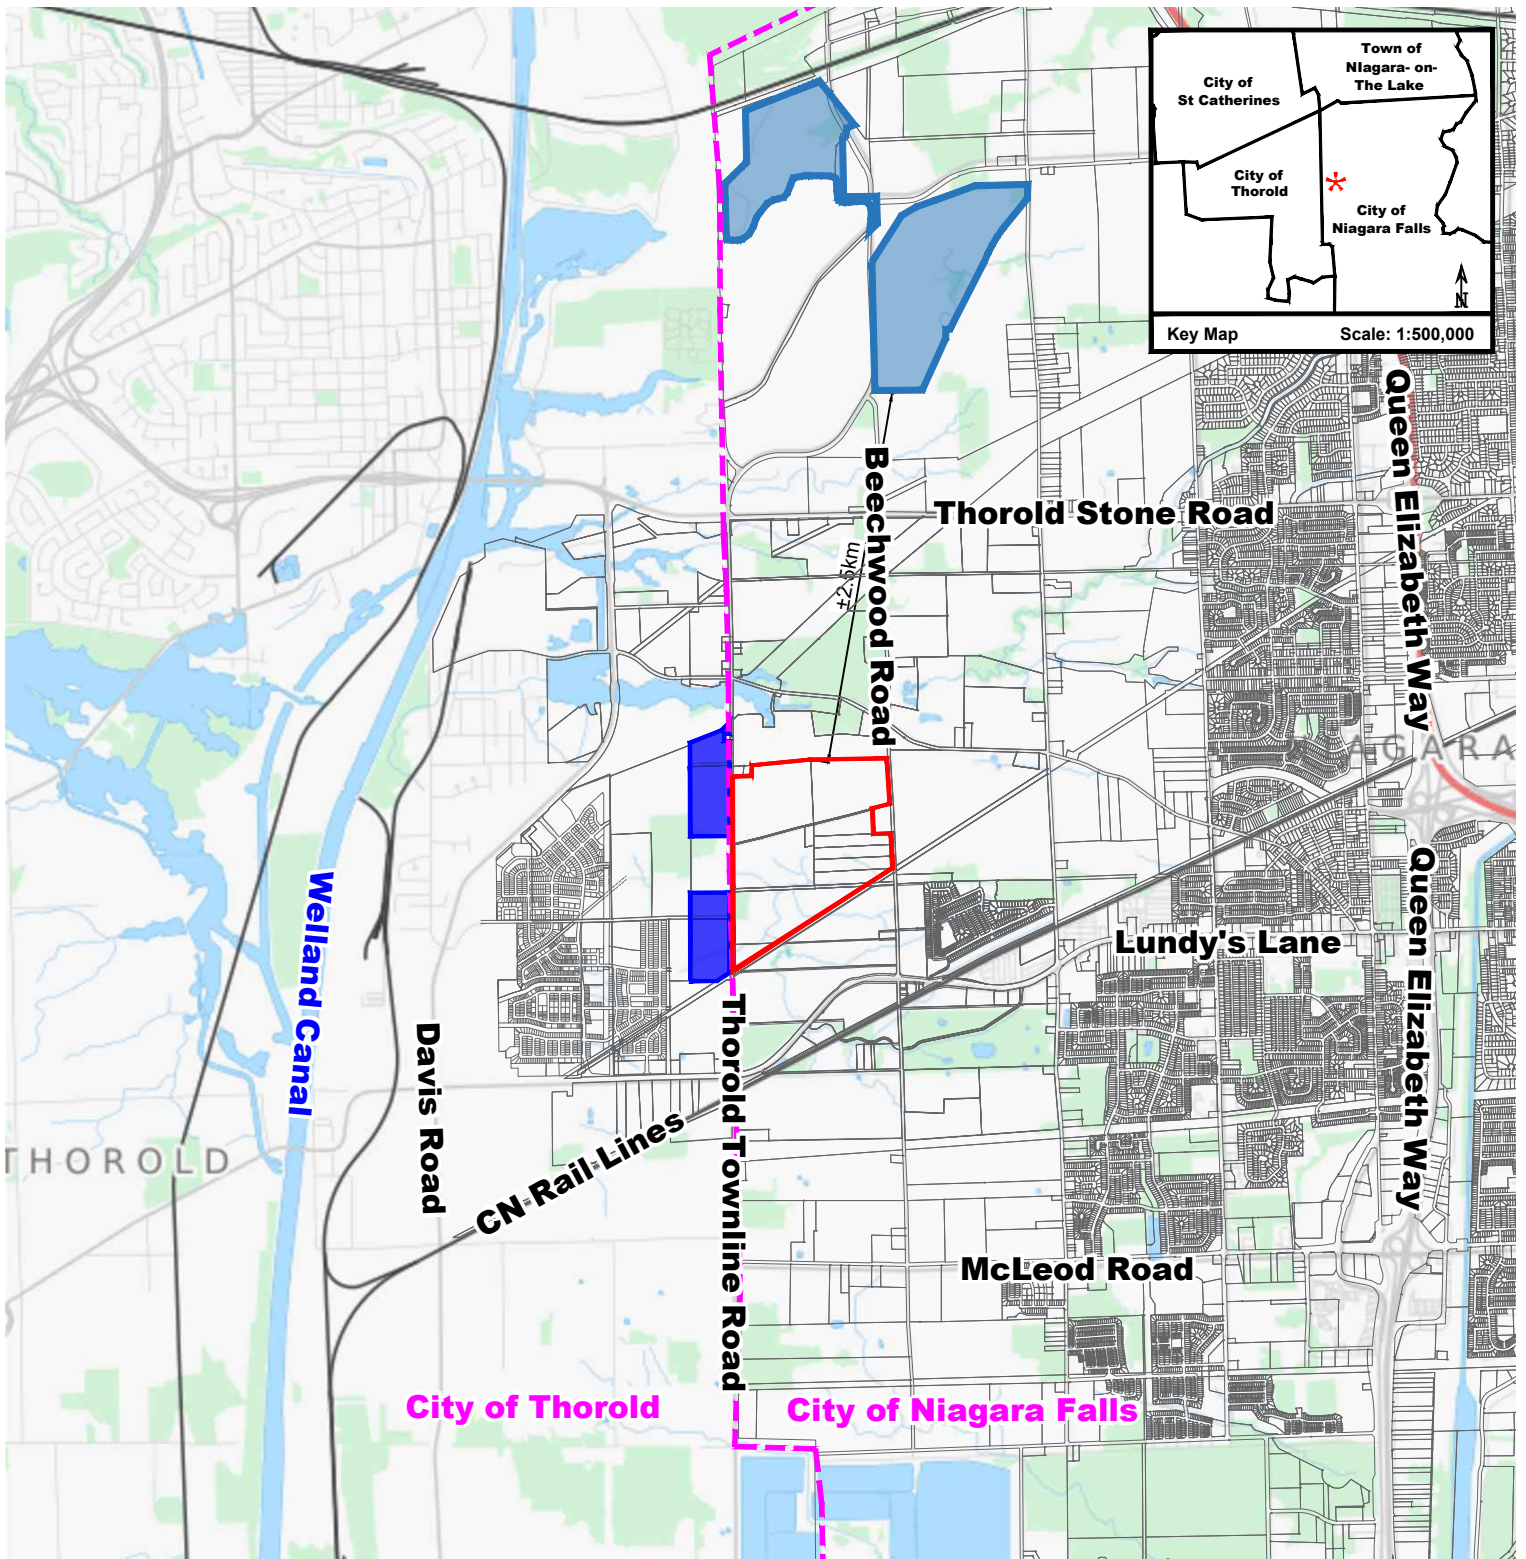 City of
St Catherines
Town of
NIagara- on-
The Lake
City of
Thorold
City of
Niagara Falls
N
Key Map
Scale: 1:500,000
Queen Elizabeth Way
Beechwood Road
Thorold Stone Road
±2.5km
AGARA
Welland Canal
Lundy's Lane
Queen Elizabeth Way
Davis Road
Thorold Townline Road
THOROLD
CN Rail Lines
McLeod Road
City of Thorold
City of Niagara Falls